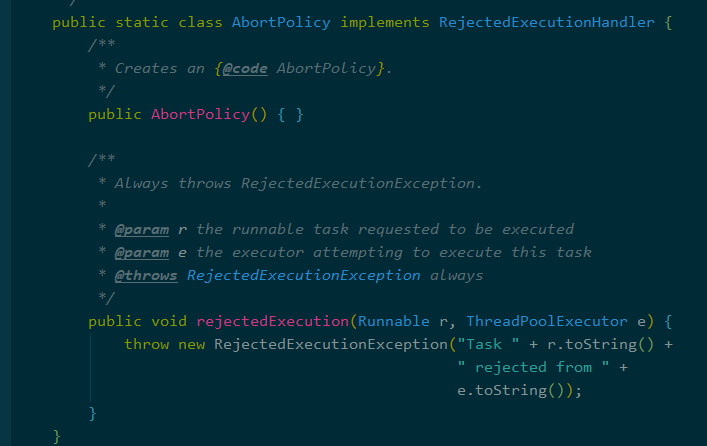 */
public static class AbortPolicy implements RejectedExecutionHandler {
/**
* Creates an {@code AbortPolicy}.
*/
public AbortPolicy() { }
/**
* Always throws RejectedExecutionException.
*
* @param r the runnable task requested to be executed
* @param e the executor attempting to execute this task
* @throws RejectedExecutionException always
*/
public void rejectedExecution(Runnable r, ThreadPoolExecutor e) {
throw new RejectedExecutionException("Task " + r.toString() +
" rejected from " +
e.toString());
}
}